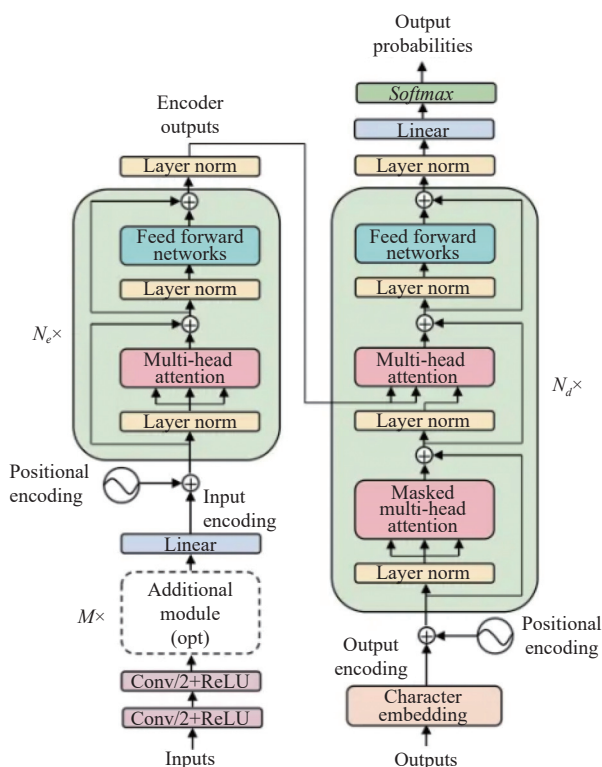 Output
probabilities
Softmax
Linear
Layer norm
Feed forward
networks
Layer norm
Multi-head
attention
Layer norm
Masked
multi-head
attention
Layer norm
N_d×
Positional
encoding
Output
encoding
Character
embedding
Outputs
Encoder
outputs
Layer norm
Feed forward
networks
Layer norm
N_e×
Multi-head
attention
Layer norm
Positional
encoding
Input
encoding
Linear
M×
Additional
module
(opt)
Conv/2+ReLU
Conv/2+ReLU
Inputs